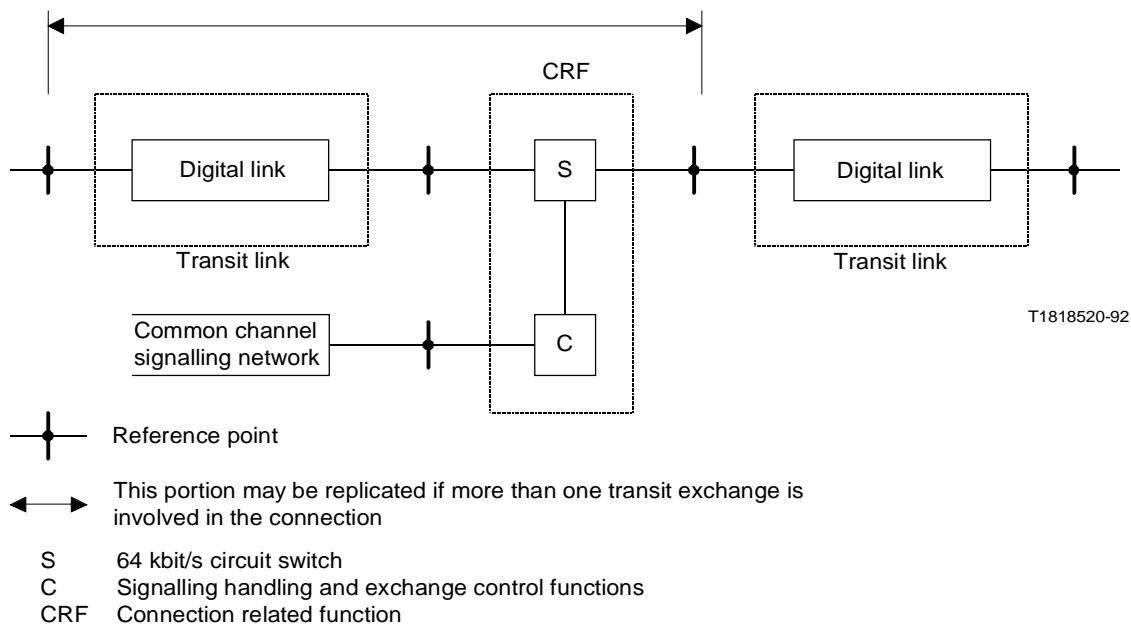 CRF
Digital link
S
Digital link
Transit link
Transit link
T1818520-92
Common channel
signalling network
C
Reference point
This portion may be replicated if more than one transit exchange is
involved in the connection
S 64 kbit/s circuit switch
C Signalling handling and exchange control functions
CRF Connection related function